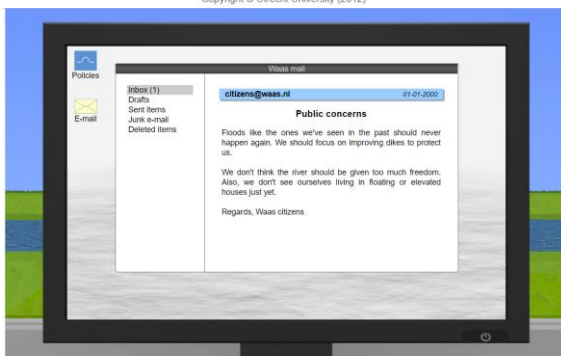 Copyright © Utrecht University (2012)
Policies
E-mail
Waas mail
Inbox (1)
Drafts
Sent items
Junk e-mail
Deleted items
citizens@waas.nl 01-01-2000
Public concerns
Floods like the ones we've seen in the past should never
happen again. We should focus on improving dikes to protect
us.
We don't think the river should be given too much freedom.
Also, we don't see ourselves living in floating or elevated
houses just yet.
Regards, Waas citizens